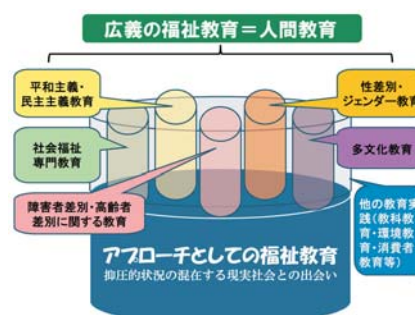 広義の福祉教育＝人間教育
平和主義・
民主主義教育
性差別・
ジェンダー教育
社会福祉
専門教育
多文化教育
障害者差別・高齢者
差別に関する教育
他の教育実
践（教科教
育・環境教
育・消費者
教育等）
アプローチとしての福祉教育
抑圧的状況の混在する現実社会との出会い